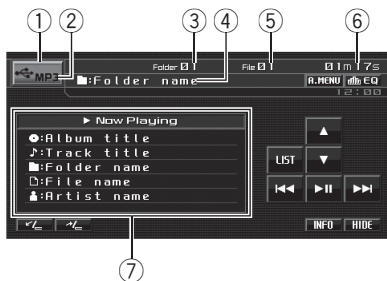 ① ② ③ ④ ⑤ ⑥
MP3 Folder 01 File 01 01m17s
:Folder name A.MENU EQ
12:00
► Now Playing
:Album title
:Track title
:Folder name
:File name
:Artist name
LIST
INFO HIDE
⑦